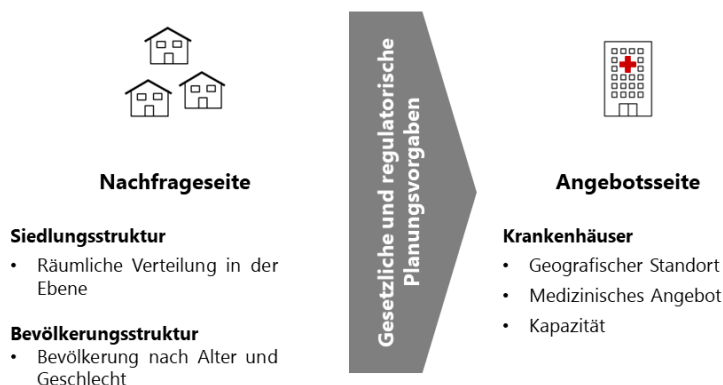 Nachfrageseite
Siedlungsstruktur
• Räumliche Verteilung in der
Ebene
Bevölkerungsstruktur
• Bevölkerung nach Alter und
Geschlecht
Gesetzliche und regulatorische
Planungsvorgaben
Angebotsseite
Krankenhäuser
• Geografischer Standort
• Medizinisches Angebot
• Kapazität